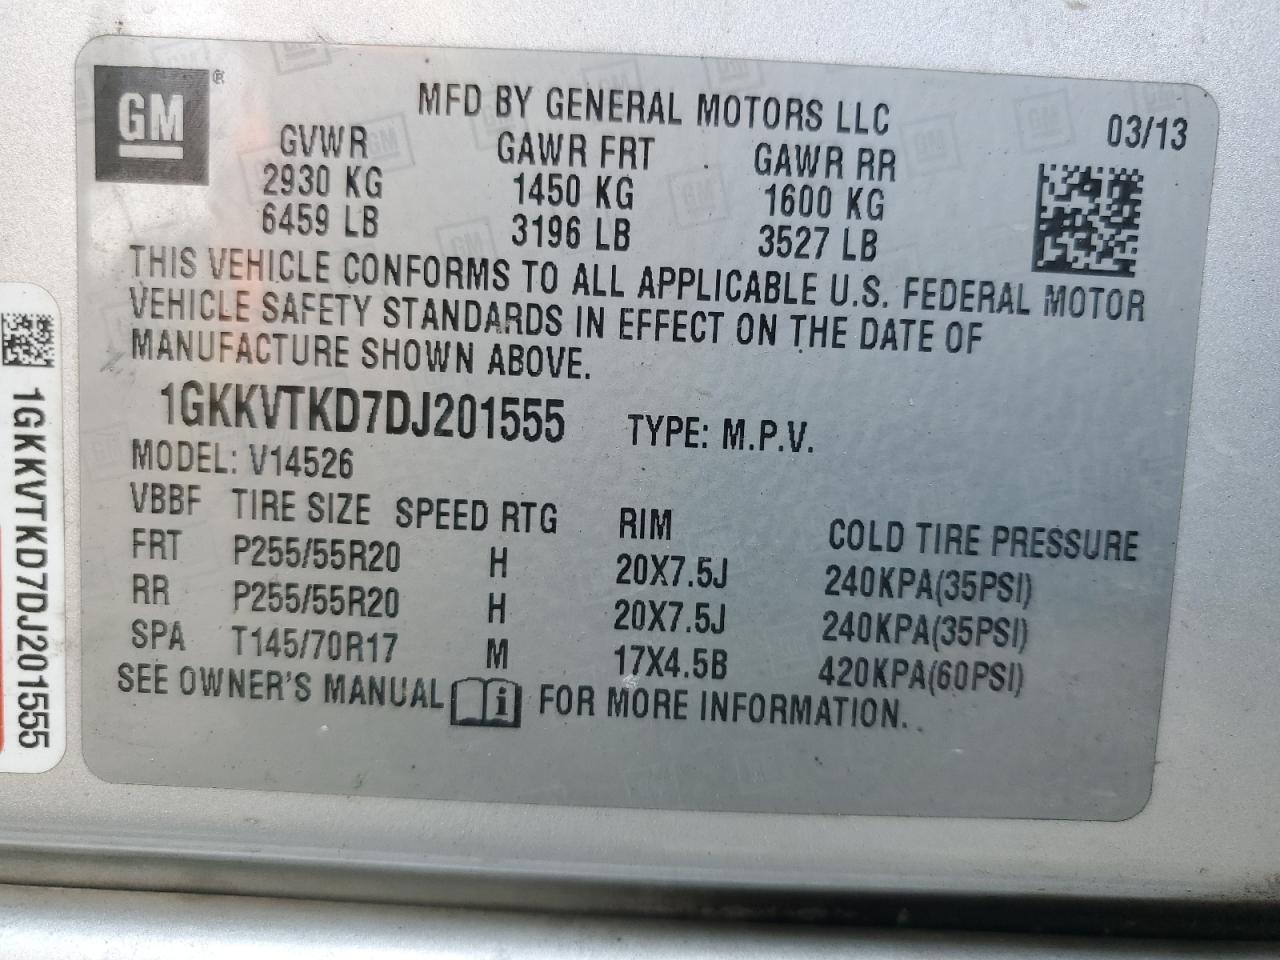 GM ®
MFD BY GENERAL MOTORS LLC 03/13
GVWR GAWR FRT GAWR RR
2930 KG 1450 KG 1600 KG
6459 LB 3196 LB 3527 LB
THIS VEHICLE CONFORMS TO ALL APPLICABLE U.S. FEDERAL MOTOR
VEHICLE SAFETY STANDARDS IN EFFECT ON THE DATE OF
MANUFACTURE SHOWN ABOVE.
1GKKVTKD7DJ201555 TYPE: M.P.V.
MODEL: V14526
VBBF TIRE SIZE SPEED RTG RIM COLD TIRE PRESSURE
FRT P255/55R20 H 20X7.5J 240KPA(35PSI)
RR P255/55R20 H 20X7.5J 240KPA(35PSI)
SPA T145/70R17 M 17X4.5B 420KPA(60PSI)
SEE OWNER'S MANUAL i FOR MORE INFORMATION.
1GKKVTKD7DJ201555